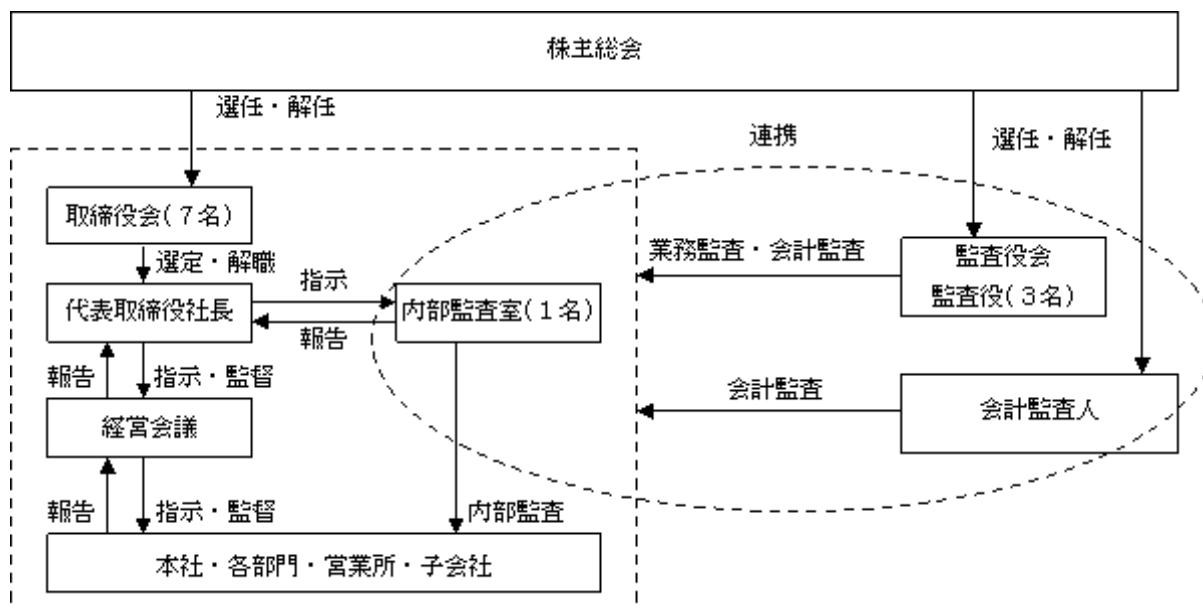 株主総会
選任・解任
連携
選任・解任
取締役会(７名)
選定・解職
指示
業務監査・会計監査
監査役会
監査役(３名)
代表取締役社長
内部監査室(１名)
報告
報告
指示・監督
会計監査
会計監査人
経営会議
報告
指示・監督
内部監査
本社・各部門・営業所・子会社